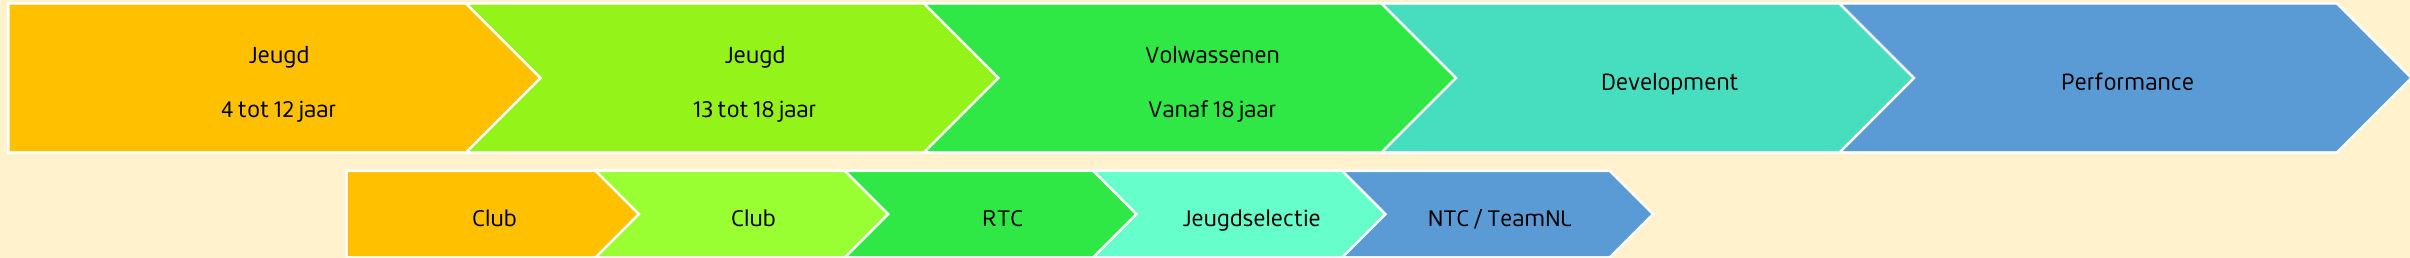 Jeugd
4 tot 12 jaar
Jeugd
13 tot 18 jaar
Volwassenen
Vanaf 18 jaar
Development
Performance
Club
Club
RTC
Jeugdselectie
NTC / TeamNL